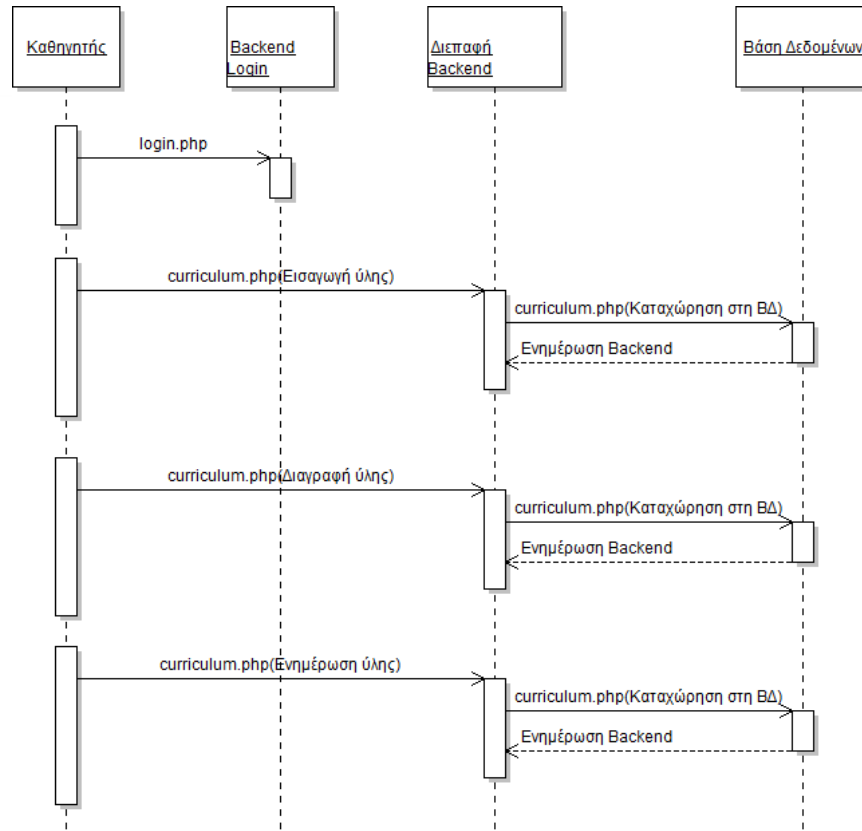 Καθηγητής
Backend
Login
Διεπαφή
Backend
Βάση Δεδομένων
login.php
curriculum.php(Εισαγωγή ύλης)
curriculum.php(Καταχώρηση στη ΒΔ)
Ενημέρωση Backend
curriculum.php(Διαγραφή ύλης)
curriculum.php(Καταχώρηση στη ΒΔ)
Ενημέρωση Backend
curriculum.php(Ενημέρωση ύλης)
curriculum.php(Καταχώρηση στη ΒΔ)
Ενημέρωση Backend